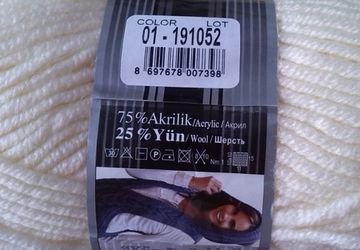 COLOR LOT
01 - 191052
8 697678 007398
75%Akrilik/Acrylic/Акрил
25%Yün/Wool/Шерсть